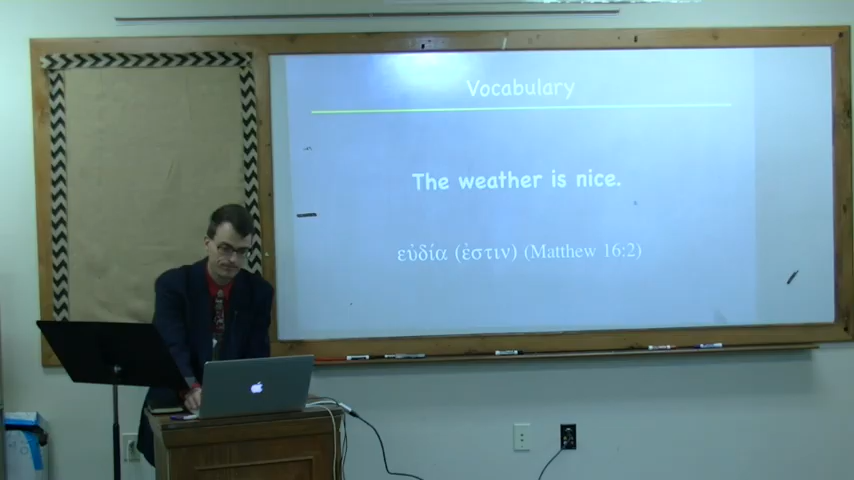 Vocabulary
The weather is nice.
εὐδία (ἐστιν) (Matthew 16:2)